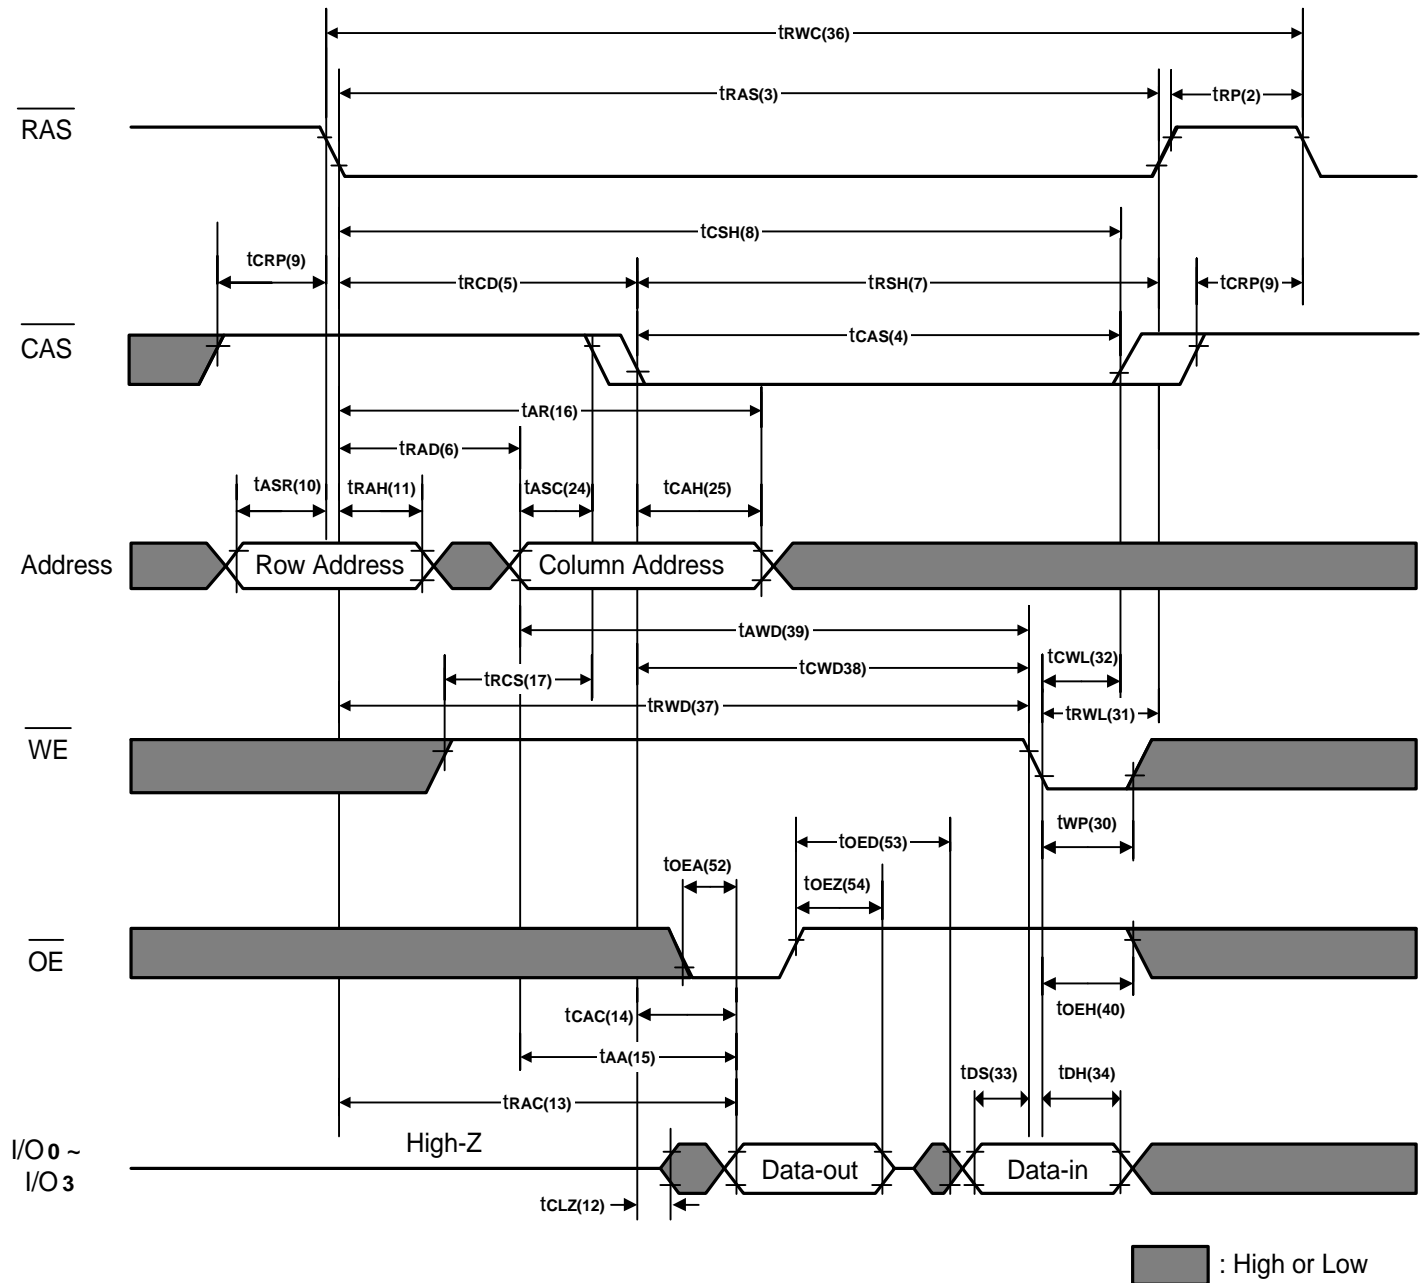 tRWC(36)
tRAS(3)
tRP(2)
RAS
tCSH(8)
tCRP(9)
tRCD(5)
tRSH(7)
tCRP(9)
CAS
tCAS(4)
tAR(16)
tRAD(6)
tASR(10)
tRAH(11)
tASC(24)
tCAH(25)
Address
Row Address
Column Address
tAWD(39)
tCWL(32)
tCWD38)
tRCS(17)
tRWD(37)
tRWL(31)
WE
tWP(30)
tOED(53)
tOEA(52)
tOEZ(54)
OE
tCAC(14)
tOEH(40)
tAA(15)
tDS(33)
tDH(34)
tRAC(13)
High-Z
I/O 0 ~
I/O 3
Data-out
Data-in
tCLZ(12)
: High or Low